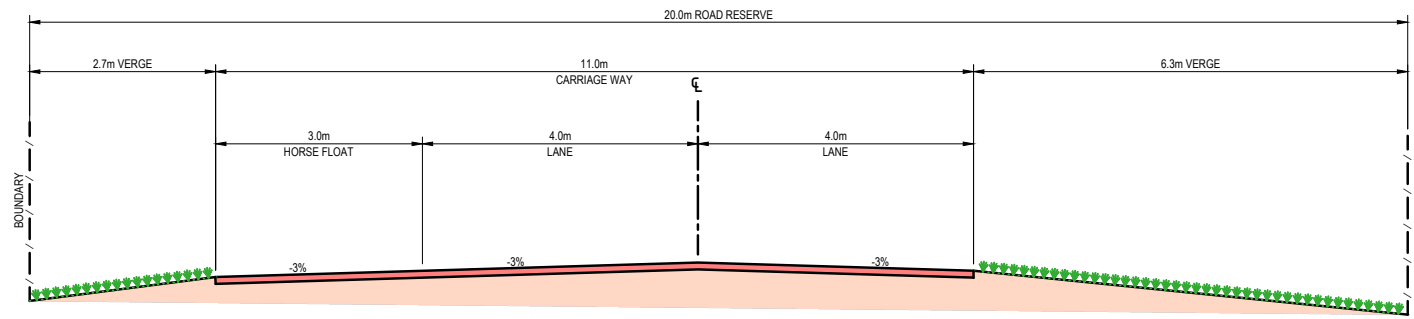 20.0m ROAD RESERVE
2.7m VERGE
11.0m
CARRIAGE WAY
6.3m VERGE
℄
3.0m
HORSE FLOAT
4.0m
LANE
4.0m
LANE
BOUNDARY
-3%
-3%
-3%